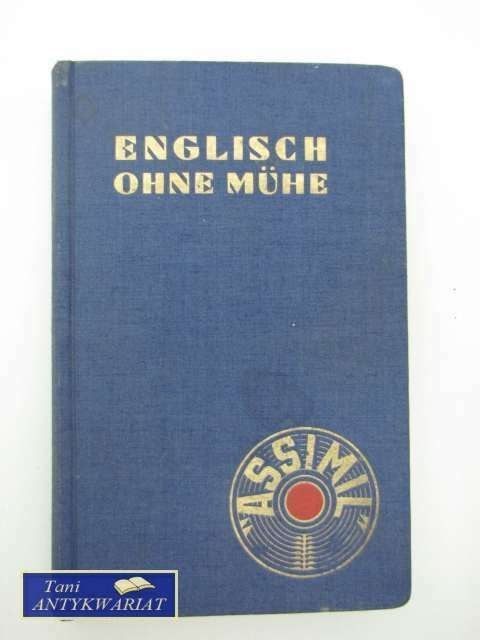 ENGLISCH
OHNE MÜHE
"ASSIMIL"
Tani
ANTYKWARIAT